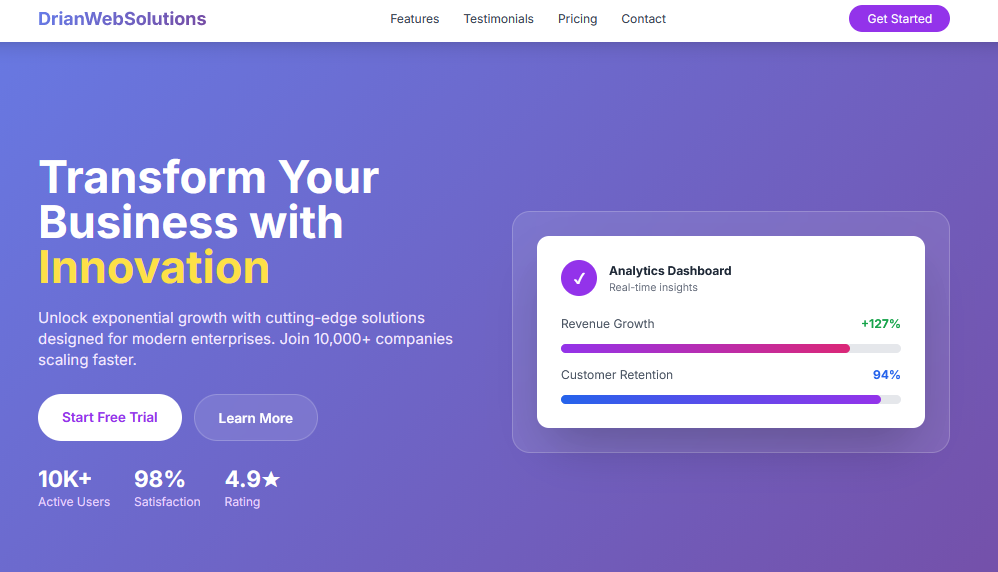 DrianWebSolutions
Features
Testimonials
Pricing
Contact
Get Started
Transform Your
Business with
Innovation
Unlock exponential growth with cutting-edge solutions
designed for modern enterprises. Join 10,000+ companies
scaling faster.
Start Free Trial
Learn More
10K+
Active Users
98%
Satisfaction
4.9★
Rating
✓
Analytics Dashboard
Real-time insights
Revenue Growth
+127%
Customer Retention
94%